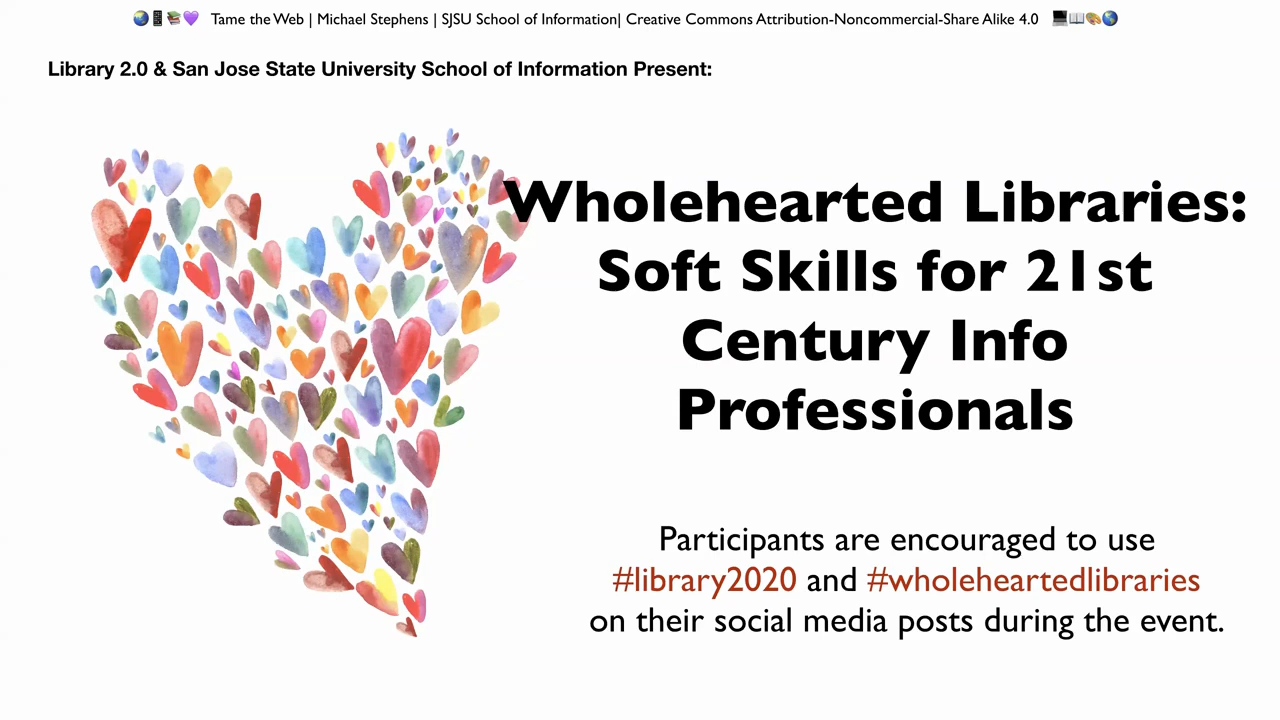 🌎📱📚💜 Tame the Web | Michael Stephens | SJSU School of Information| Creative Commons Attribution-Noncommercial-Share Alike 4.0 💻📖🎨🌎
Library 2.0 & San Jose State University School of Information Present:
Wholehearted Libraries:
Soft Skills for 21st
Century Info
Professionals
Participants are encouraged to use
#library2020 and #wholeheartedlibraries
on their social media posts during the event.